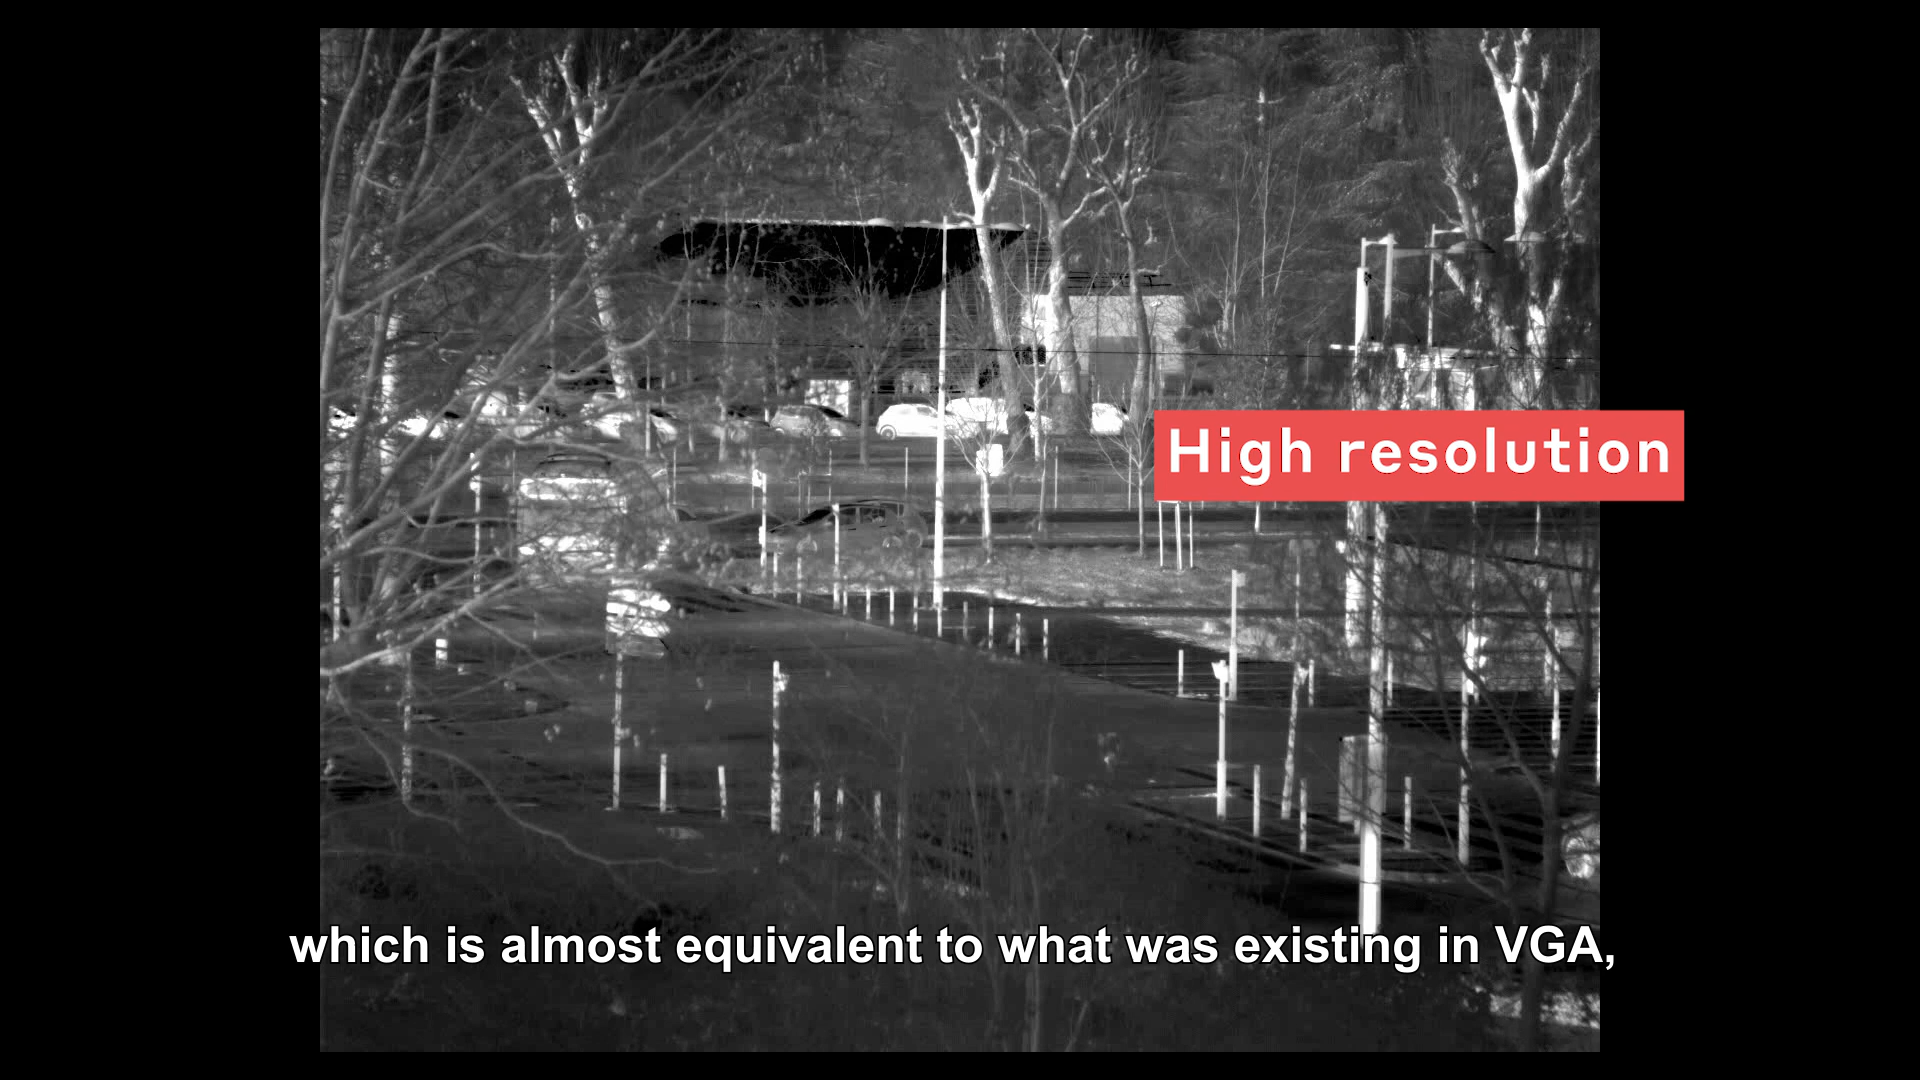 High resolution
which is almost equivalent to what was existing in VGA,